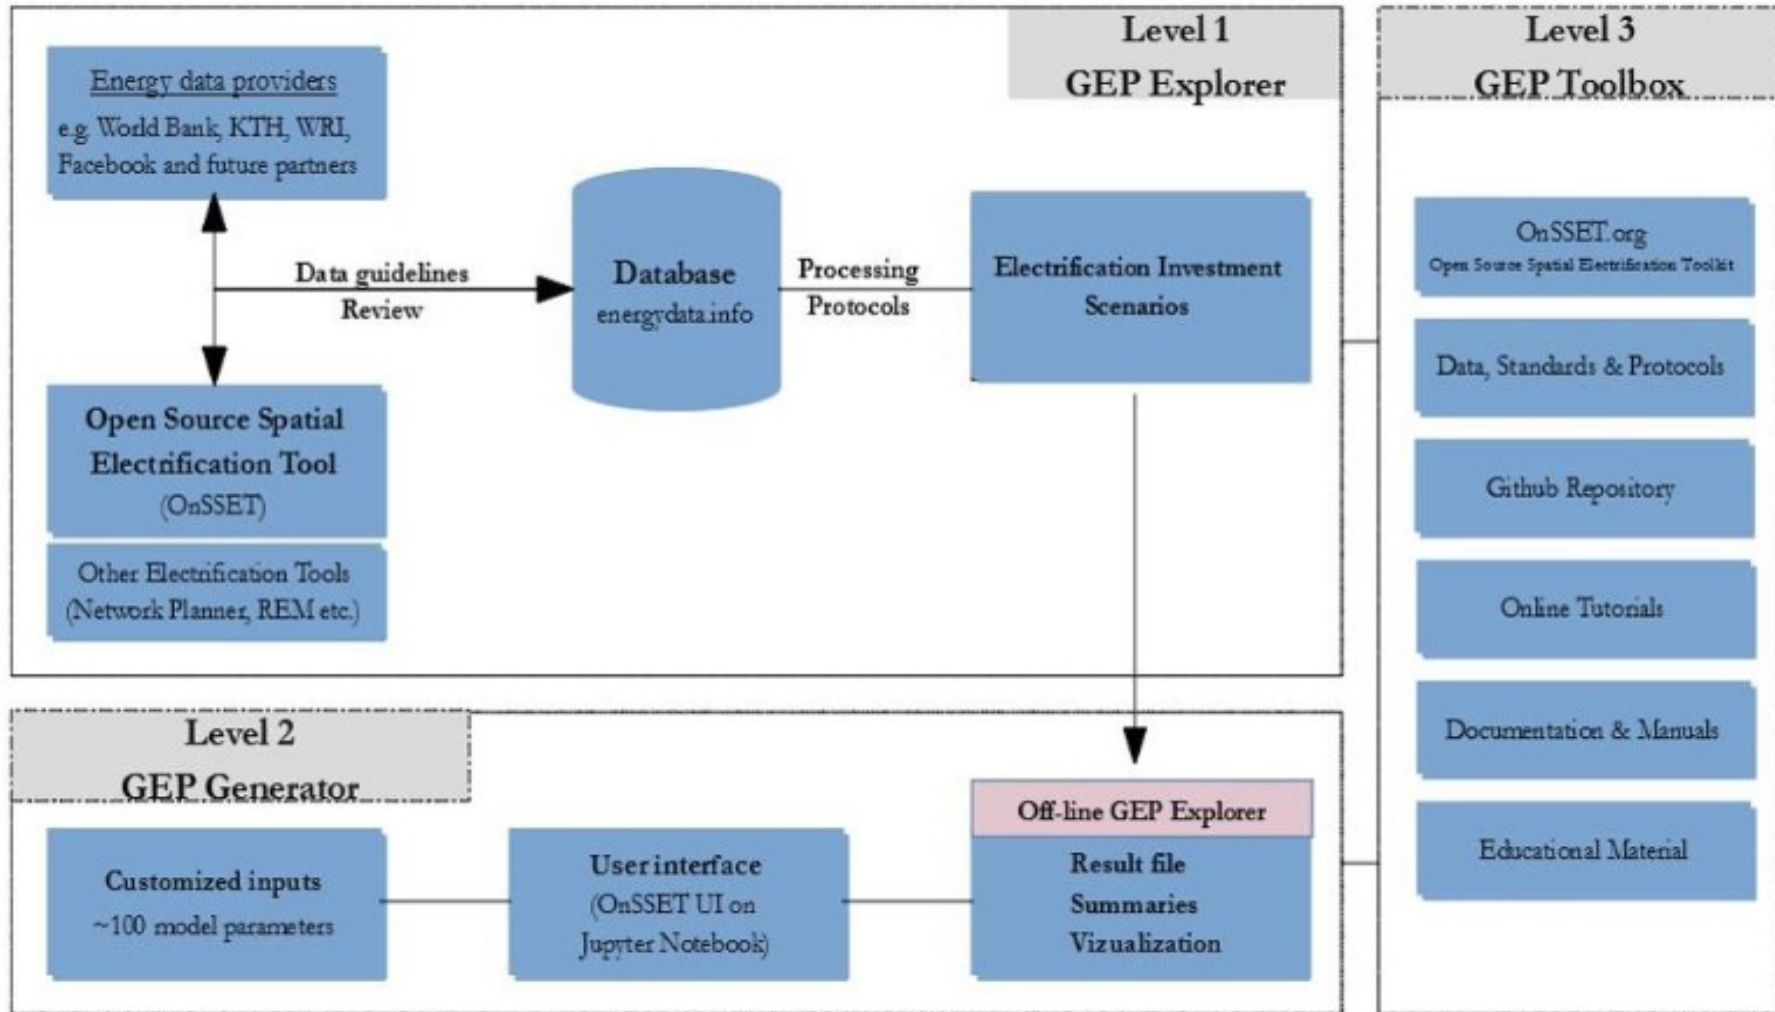 Level 1
GEP Explorer
Energy data providers
e.g. World Bank, KTH, WRI,
Facebook and future partners
Data guidelines
Review
Database
energydata.info
Processing
Protocols
Electrification Investment
Scenarios
Open Source Spatial
Electrification Tool
(OnSSET)
Other Electrification Tools
(Network Planner, REM etc.)
Level 2
GEP Generator
Customized inputs
~100 model parameters
User interface
(OnSSET UI on
Jupyter Notebook)
Off-line GEP Explorer
Result file
Summaries
Vizualization
Level 3
GEP Toolbox
OnSSET.org
Open Source Spatial Electrification Toolkit
Data, Standards & Protocols
Github Repository
Online Tutorials
Documentation & Manuals
Educational Material